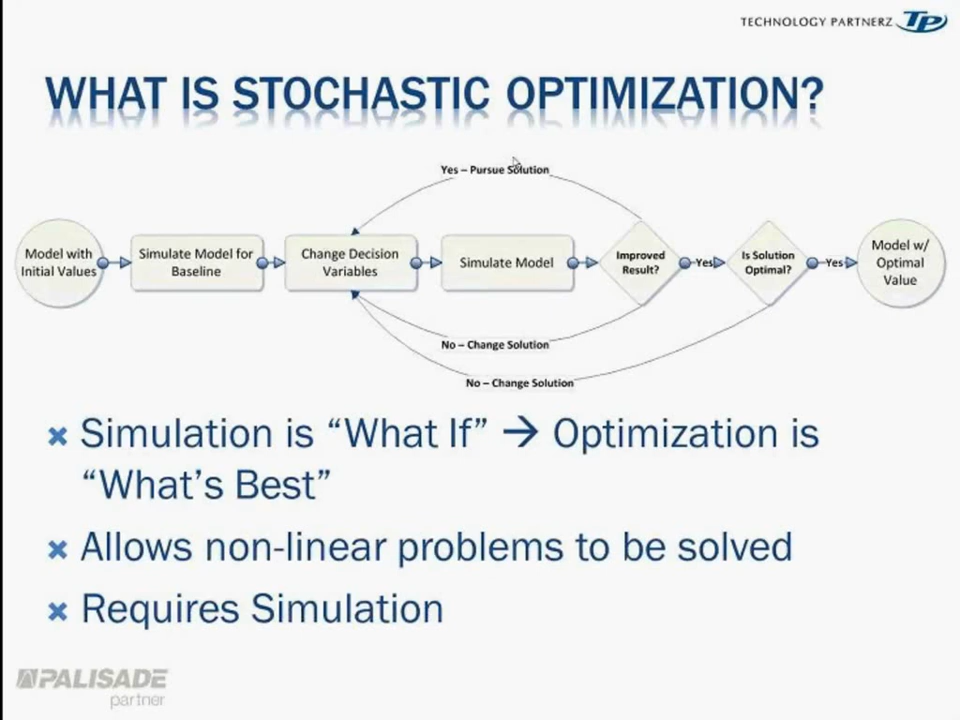 TECHNOLOGY PARTNERZ TP
WHAT IS STOCHASTIC OPTIMIZATION?
Yes – Pursue Solution
Model with
Initial Values
Simulate Model for
Baseline
Change Decision
Variables
Simulate Model
Improved
Result?
Yes
Is Solution
Optimal?
Yes
Model w/
Optimal
Value
No – Change Solution
No – Change Solution
Simulation is “What If” → Optimization is
“What’s Best”
Allows non-linear problems to be solved
Requires Simulation
PALISADE
partner